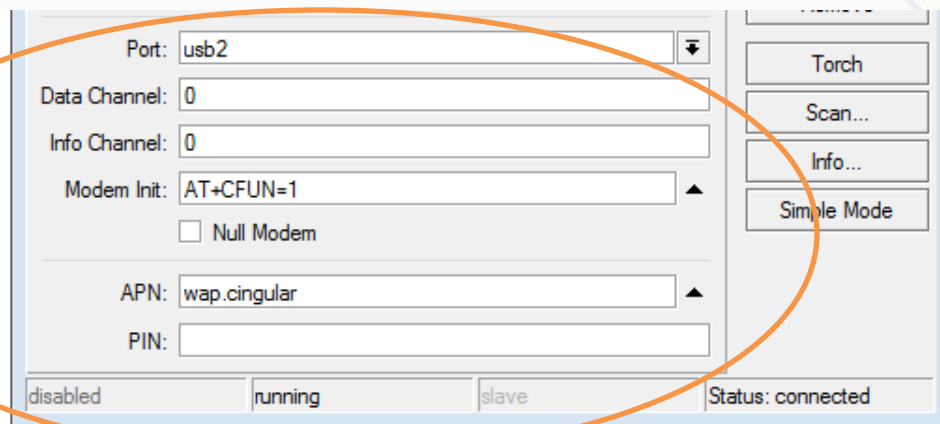 Port: usb2
Torch
Data Channel: 0
Scan...
Info Channel: 0
Info...
Modem Init: AT+CFUN=1
Simple Mode
Null Modem
APN: wap.cingular
PIN:
disabled running slave Status: connected